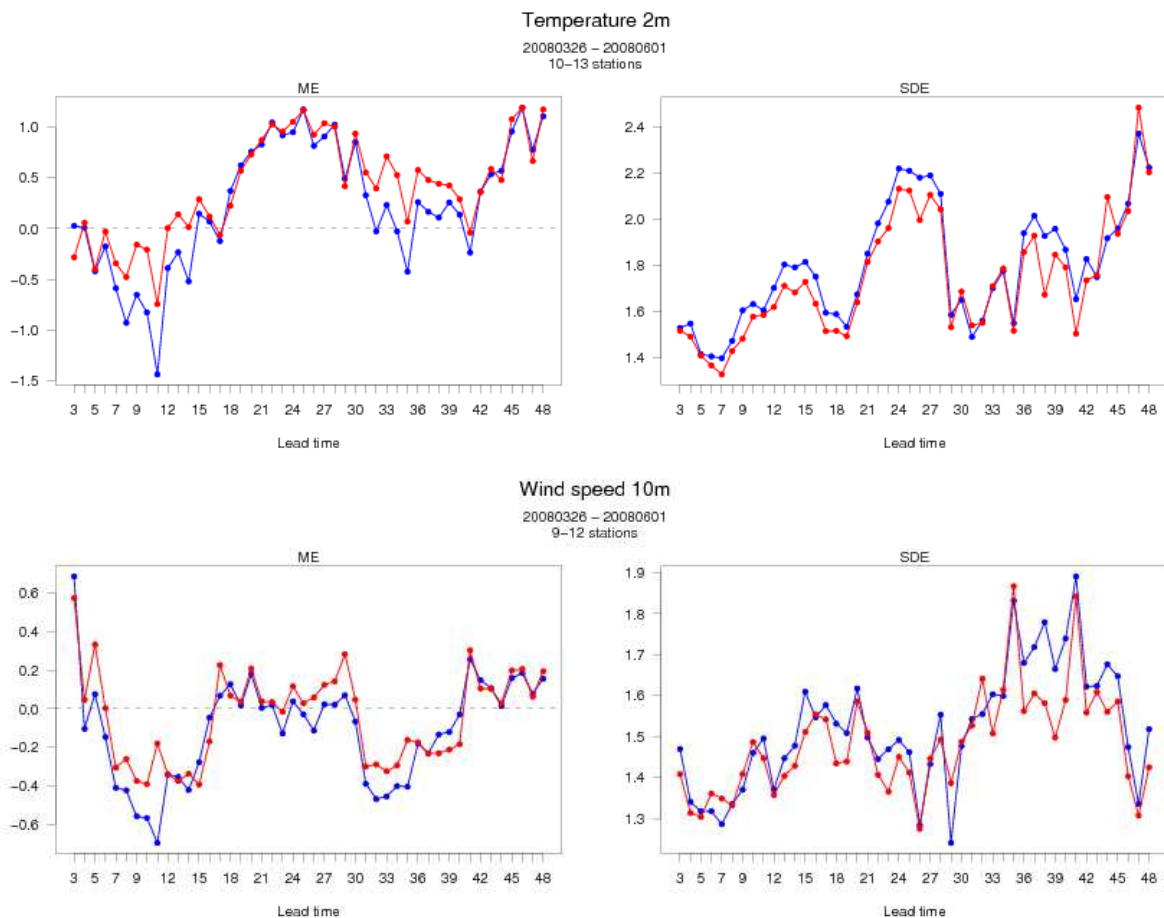 Temperature 2m
20080326 – 20080601
10–13 stations
ME
1.0
0.5
0.0
−0.5
−1.0
−1.5
3 5 7 9 12 15 18 21 24 27 30 33 36 39 42 45 48
Lead time
SDE
2.4
2.2
2.0
1.8
1.6
1.4
3 5 7 9 12 15 18 21 24 27 30 33 36 39 42 45 48
Lead time
Wind speed 10m
20080326 – 20080601
9–12 stations
ME
0.6
0.4
0.2
0.0
−0.2
−0.4
−0.6
3 5 7 9 12 15 18 21 24 27 30 33 36 39 42 45 48
Lead time
SDE
1.9
1.8
1.7
1.6
1.5
1.4
1.3
3 5 7 9 12 15 18 21 24 27 30 33 36 39 42 45 48
Lead time